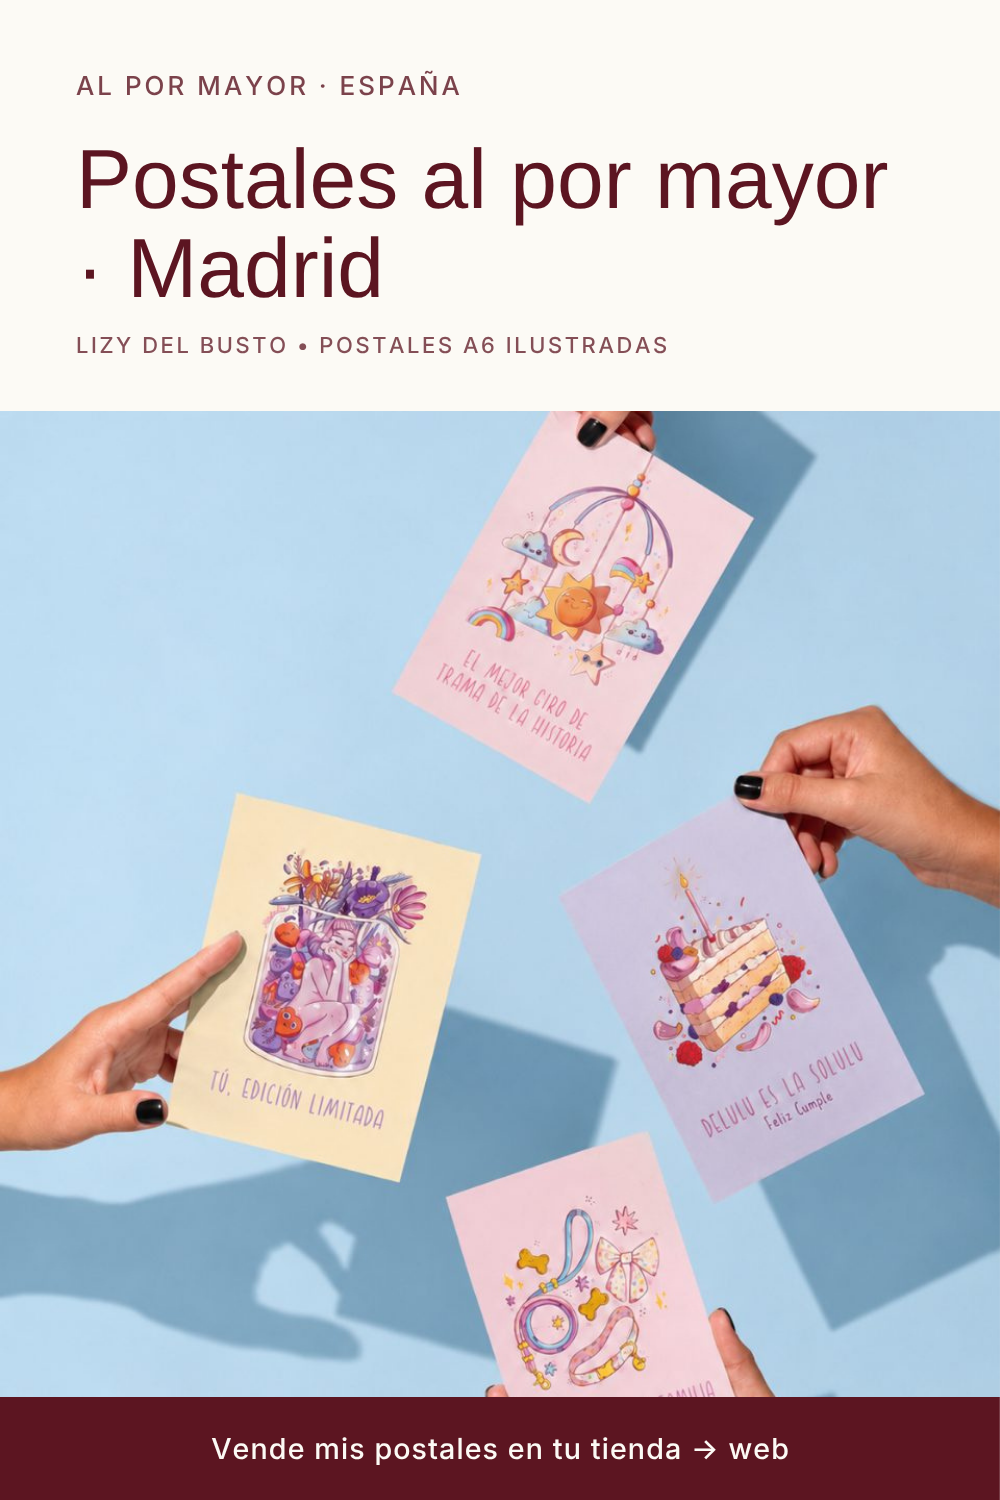 AL POR MAYOR · ESPAÑA
Postales al por mayor
· Madrid
LIZY DEL BUSTO • POSTALES A6 ILUSTRADAS
EL MEJOR GIRO DE
TRAMA DE LA HISTORIA
TÚ, EDICIÓN LIMITADA
DELULU ES LA SOLULU
Feliz Cumple
FAMILIA
Vende mis postales en tu tienda → web